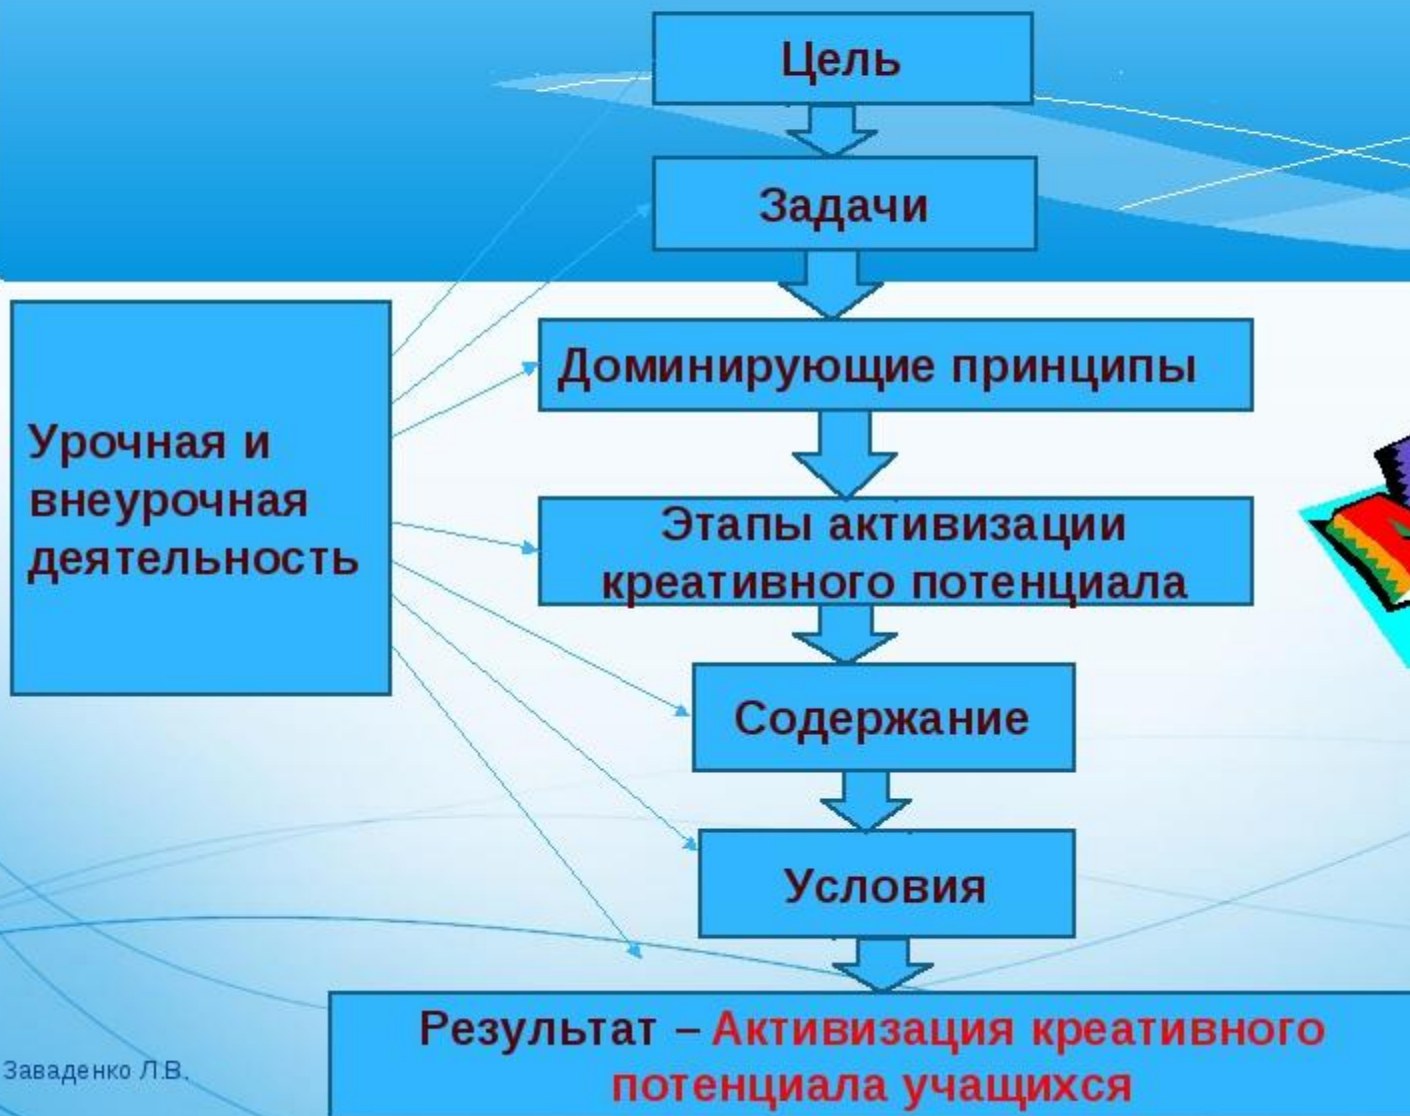 Цель
Задачи
Доминирующие принципы
Урочная и
внеурочная
деятельность
Этапы активизации
креативного потенциала
Содержание
Условия
Результат – Активизация креативного
потенциала учащихся
Заваденко Л.В.